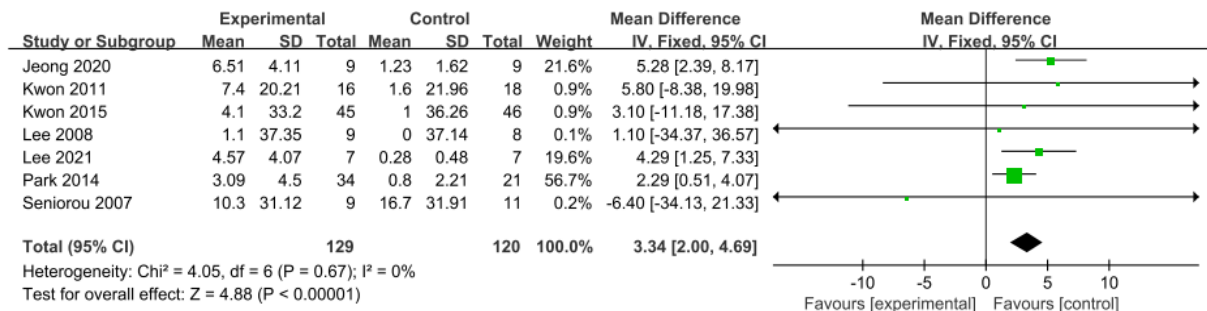 Experimental Control Mean Difference Mean Difference
Study or Subgroup Mean SD Total Mean SD Total Weight IV, Fixed, 95% CI IV, Fixed, 95% CI
Jeong 2020 6.51 4.11 9 1.23 1.62 9 21.6% 5.28 [2.39, 8.17]
Kwon 2011 7.4 20.21 16 1.6 21.96 18 0.9% 5.80 [-8.38, 19.98]
Kwon 2015 4.1 33.2 45 1 36.26 46 0.9% 3.10 [-11.18, 17.38]
Lee 2008 1.1 37.35 9 0 37.14 8 0.1% 1.10 [-34.37, 36.57]
Lee 2021 4.57 4.07 7 0.28 0.48 7 19.6% 4.29 [1.25, 7.33]
Park 2014 3.09 4.5 34 0.8 2.21 21 56.7% 2.29 [0.51, 4.07]
Seniorou 2007 10.3 31.12 9 16.7 31.91 11 0.2% -6.40 [-34.13, 21.33]
Total (95% CI) 129 120 100.0% 3.34 [2.00, 4.69]
Heterogeneity: Chi² = 4.05, df = 6 (P = 0.67); I² = 0%
Test for overall effect: Z = 4.88 (P < 0.00001)
-10 -5 0 5 10
Favours [experimental] Favours [control]